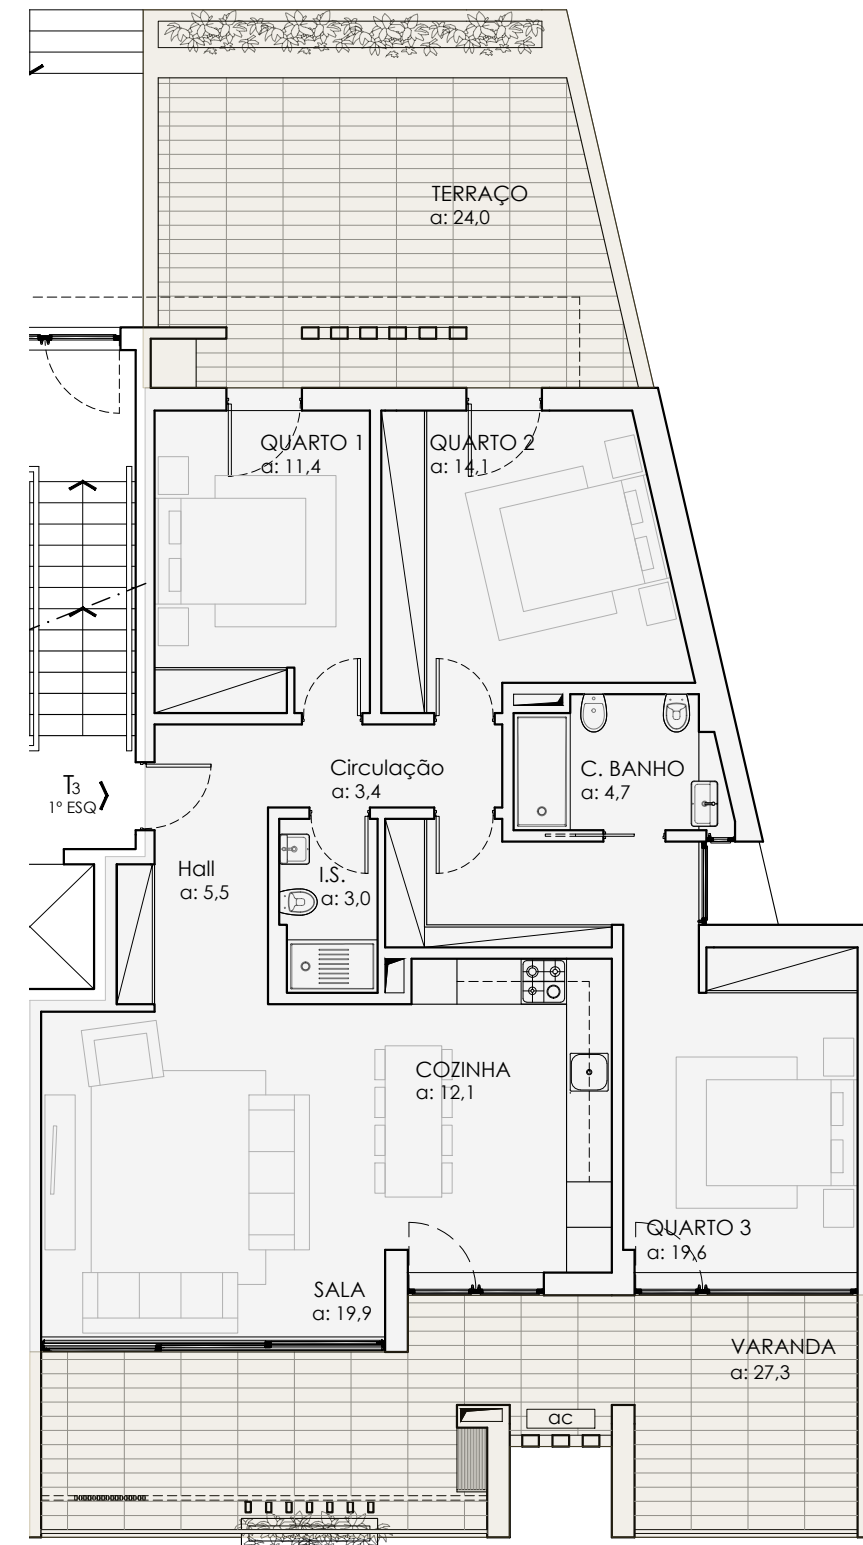 TERRAÇO
a: 24,0
QUARTO 1
a: 11,4
QUARTO 2
a: 14,1
T3
1º ESQ
Circulação
a: 3,4
C. BANHO
a: 4,7
Hall
a: 5,5
I.S.
a: 3,0
COZINHA
a: 12,1
QUARTO 3
a: 19,6
SALA
a: 19,9
VARANDA
a: 27,3
ac